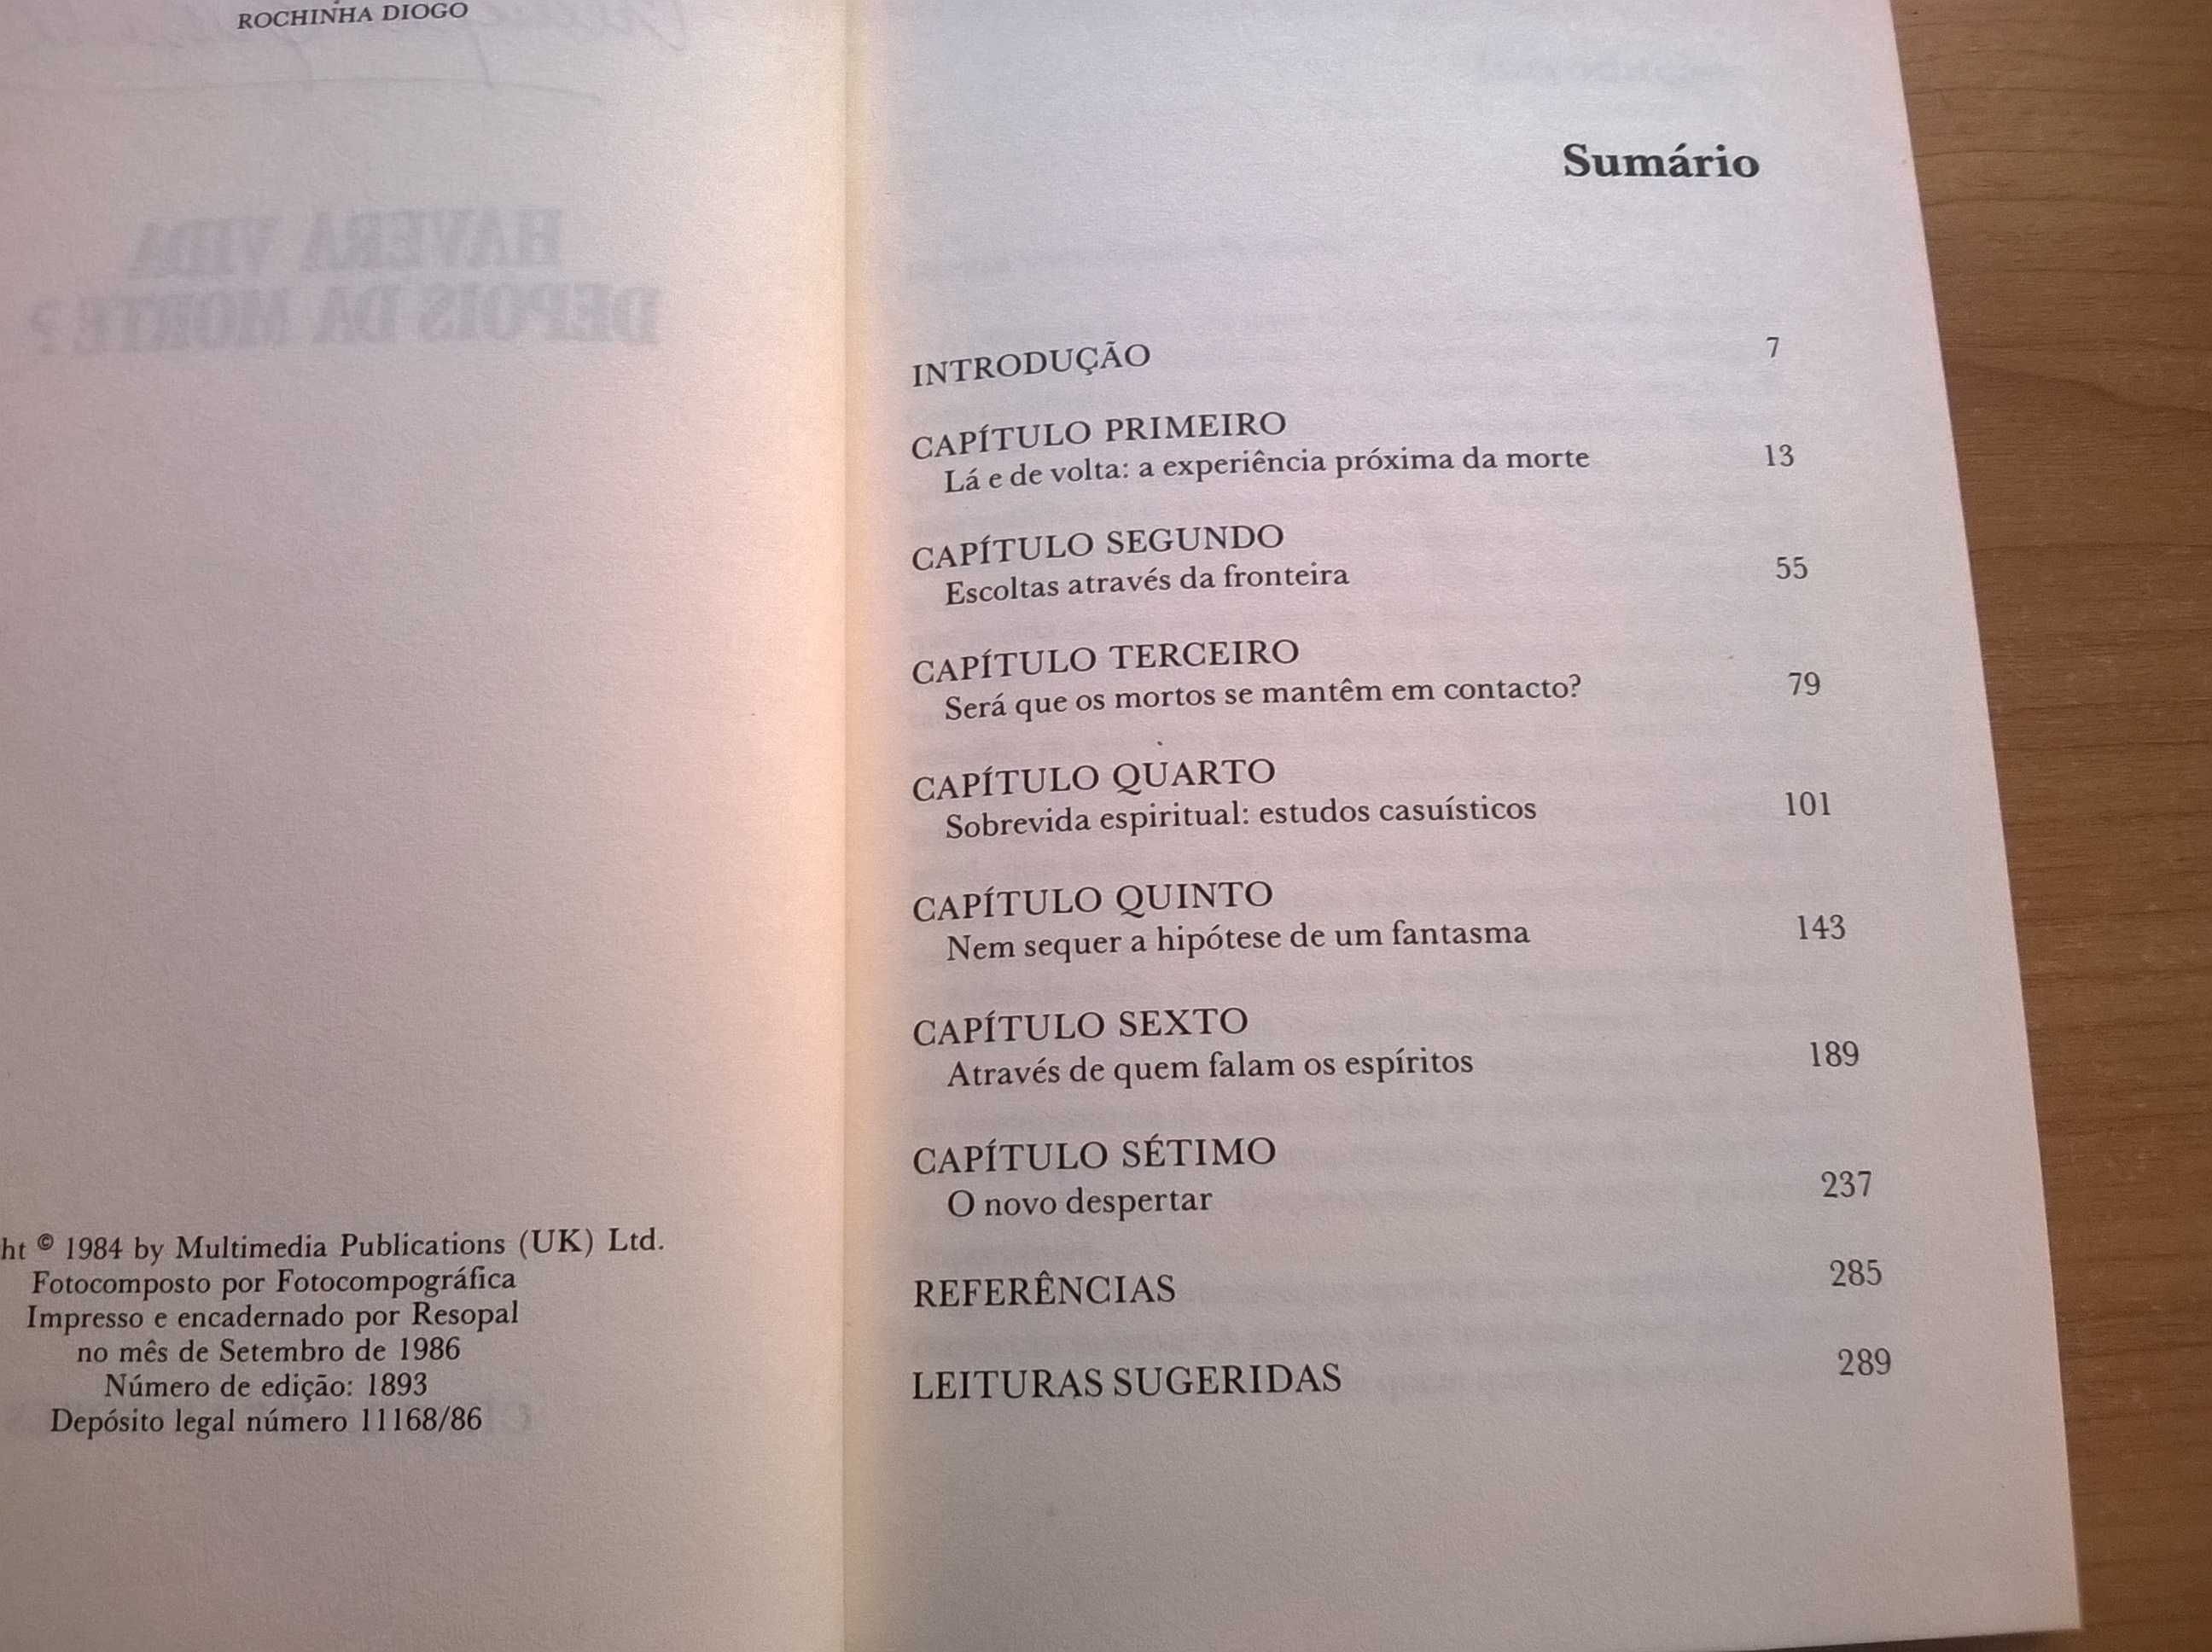 ROCHINHA DIOGO
HAVERA VIDA
DEPOIS DA MORTE?
ht © 1984 by Multimedia Publications (UK) Ltd.
Fotocomposto por Fotocompográfica
Impresso e encadernado por Resopal
no mês de Setembro de 1986
Número de edição: 1893
Depósito legal número 11168/86
Sumário
INTRODUÇÃO 7
CAPÍTULO PRIMEIRO
Lá e de volta: a experiência próxima da morte 13
CAPÍTULO SEGUNDO
Escoltas através da fronteira 55
CAPÍTULO TERCEIRO
Será que os mortos se mantêm em contacto? 79
CAPÍTULO QUARTO
Sobrevida espiritual: estudos casuísticos 101
CAPÍTULO QUINTO
Nem sequer a hipótese de um fantasma 143
CAPÍTULO SEXTO
Através de quem falam os espíritos 189
CAPÍTULO SÉTIMO
O novo despertar 237
REFERÊNCIAS 285
LEITURAS SUGERIDAS 289